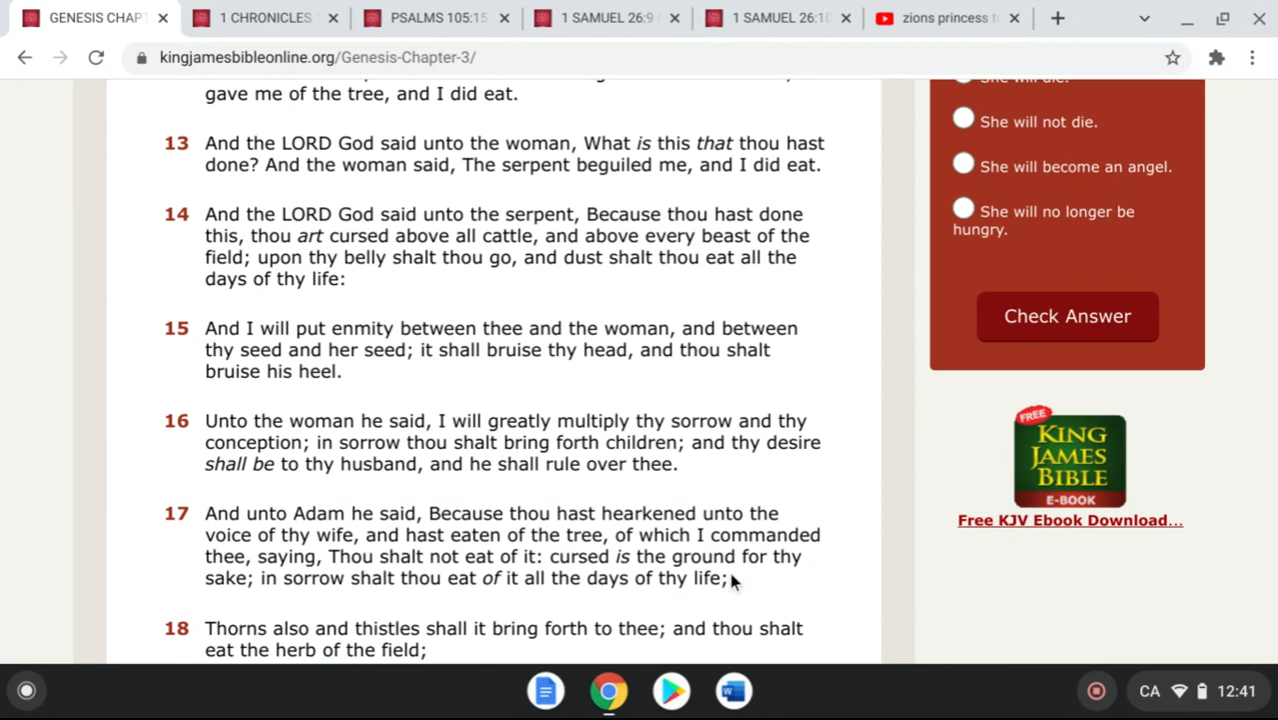 GENESIS CHAPT
1 CHRONICLES
PSALMS 105:15
1 SAMUEL 26:9
1 SAMUEL 26:10
zions princess
kingjamesbibleonline.org/Genesis-Chapter-3/
gave me of the tree, and I did eat.
13 And the LORD God said unto the woman, What is this that thou hast
done? And the woman said, The serpent beguiled me, and I did eat.
14 And the LORD God said unto the serpent, Because thou hast done
this, thou art cursed above all cattle, and above every beast of the
field; upon thy belly shalt thou go, and dust shalt thou eat all the
days of thy life:
15 And I will put enmity between thee and the woman, and between
thy seed and her seed; it shall bruise thy head, and thou shalt
bruise his heel.
16 Unto the woman he said, I will greatly multiply thy sorrow and thy
conception; in sorrow thou shalt bring forth children; and thy desire
shall be to thy husband, and he shall rule over thee.
17 And unto Adam he said, Because thou hast hearkened unto the
voice of thy wife, and hast eaten of the tree, of which I commanded
thee, saying, Thou shalt not eat of it: cursed is the ground for thy
sake; in sorrow shalt thou eat of it all the days of thy life;
18 Thorns also and thistles shall it bring forth to thee; and thou shalt
eat the herb of the field;
She will die.
She will not die.
She will become an angel.
She will no longer be
hungry.
Check Answer
FREE
KING
JAMES
BIBLE
E-BOOK
Free KJV Ebook Download...
CA 12:41